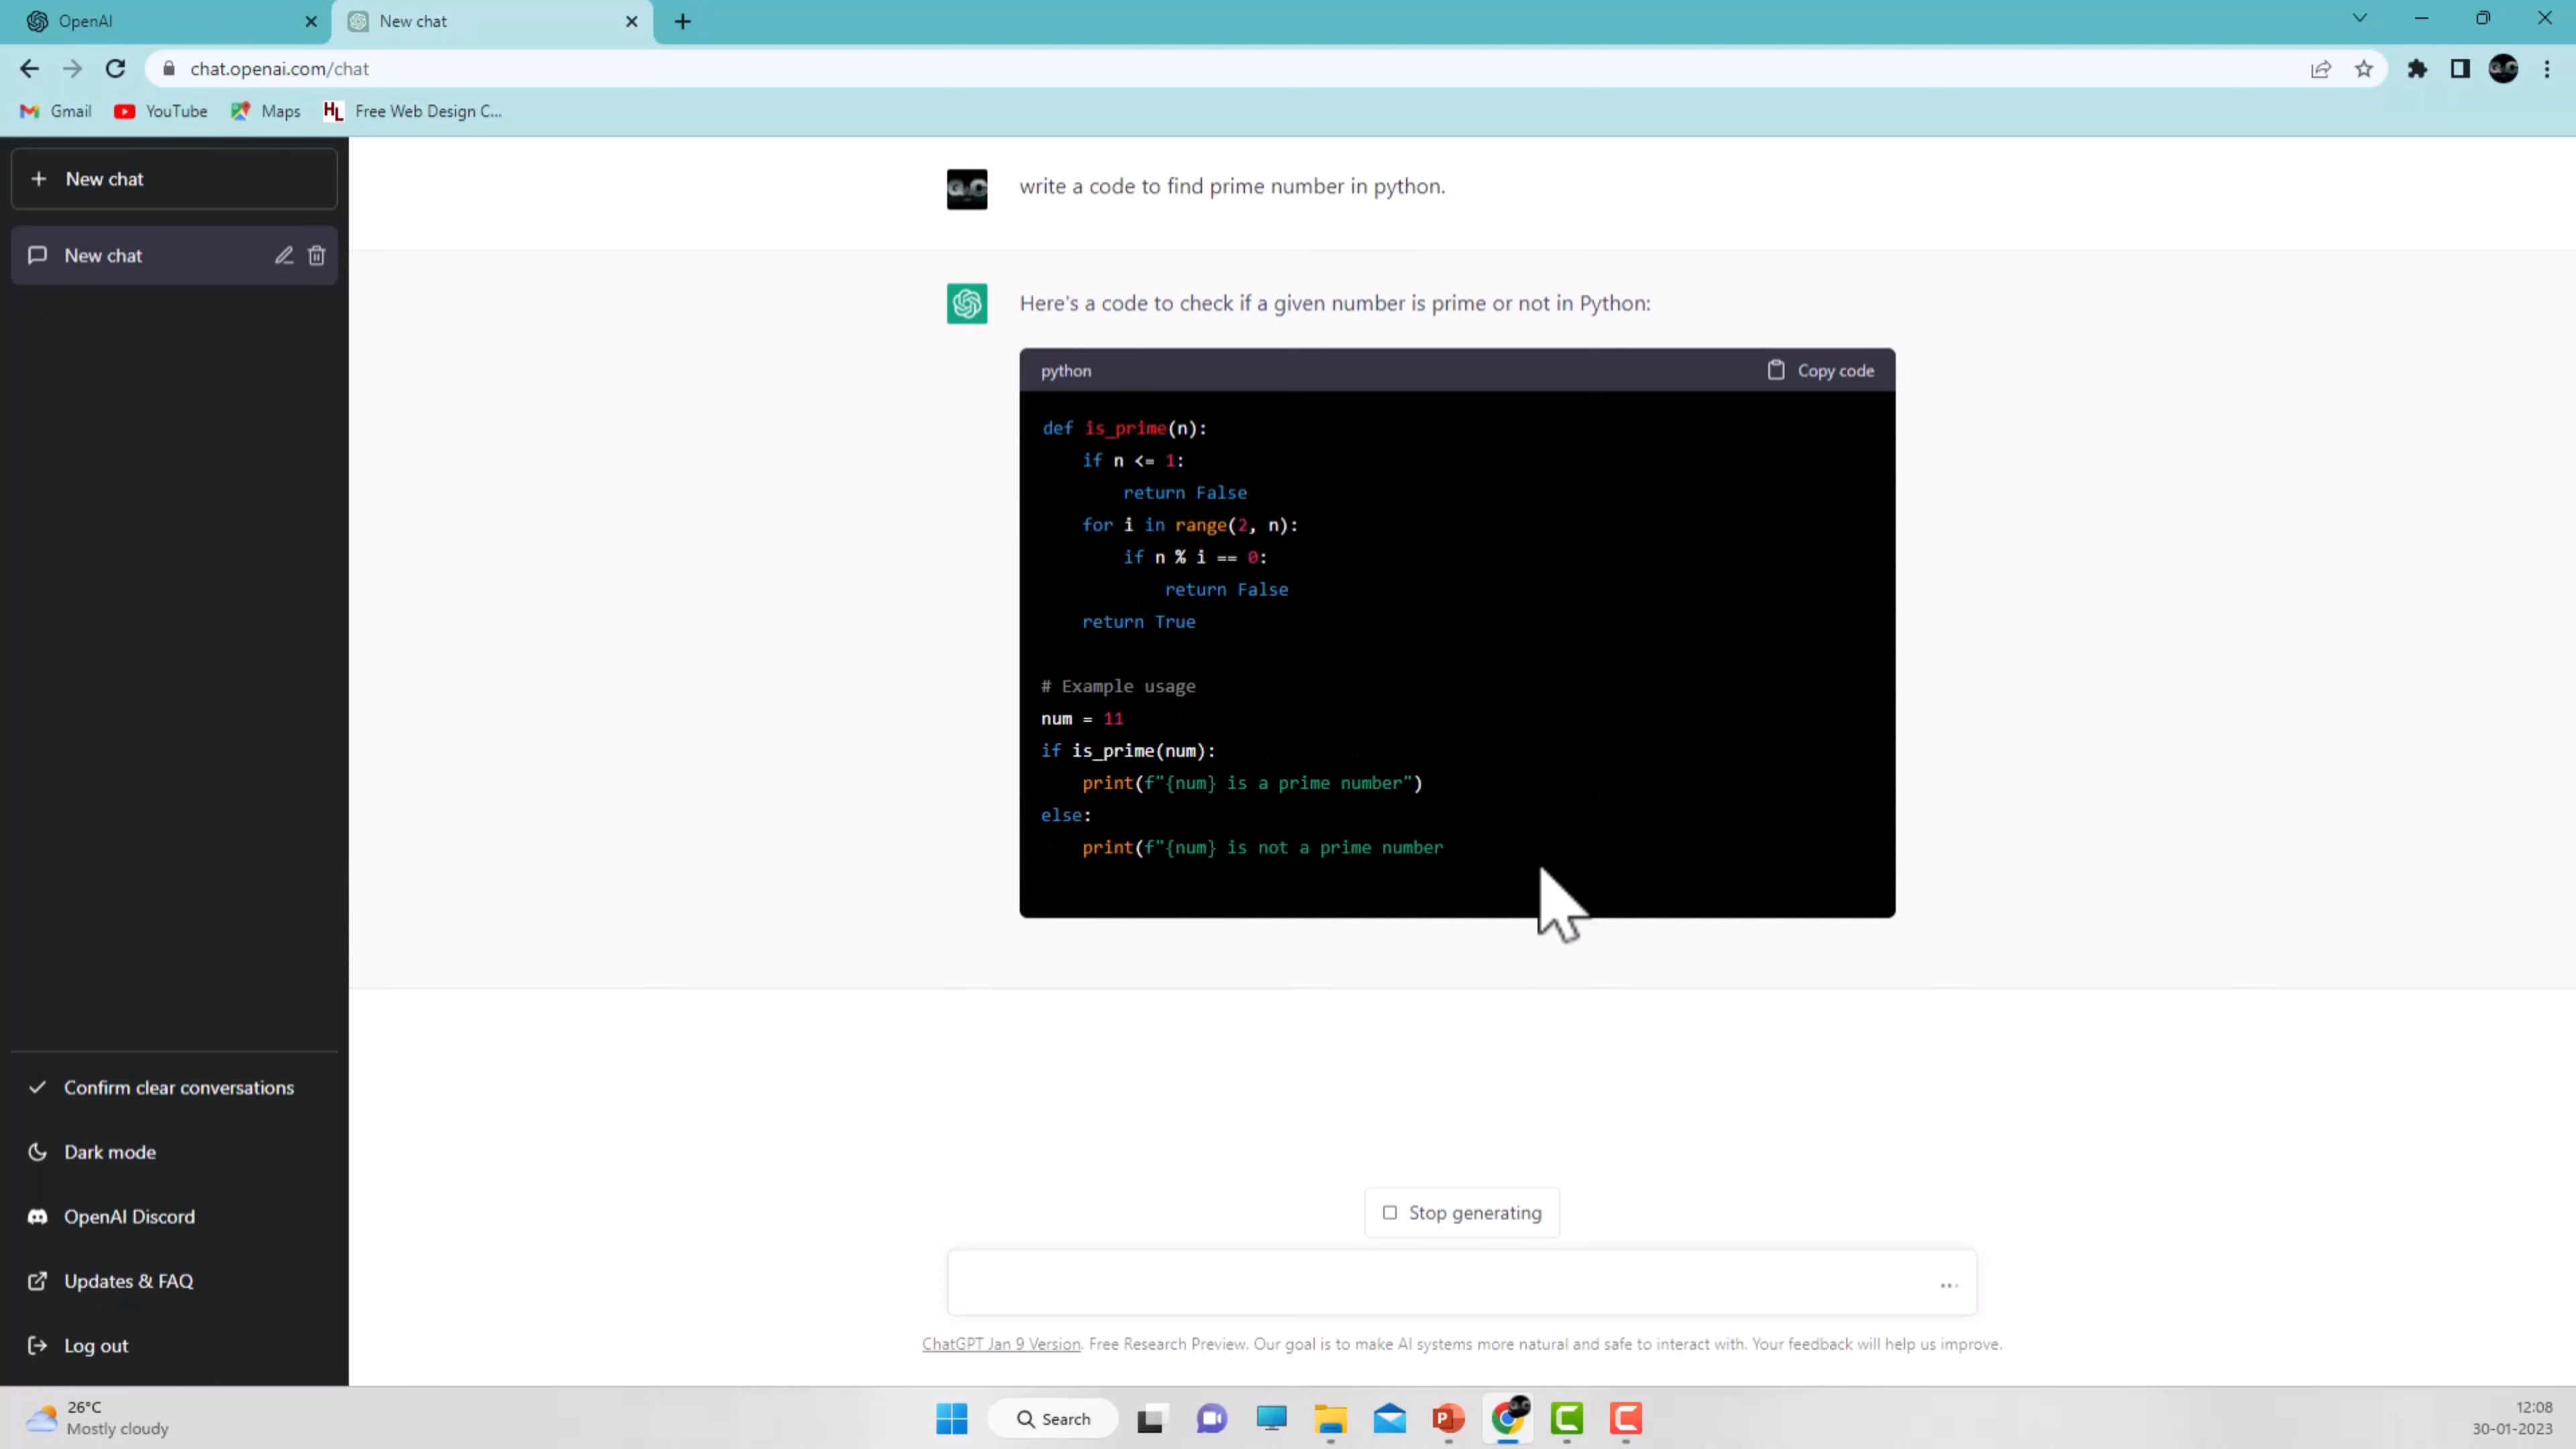 OpenAI
New chat
chat.openai.com/chat
Gmail
YouTube
Maps
HL
Free Web Design C...
New chat
New chat
write a code to find prime number in python.
Here's a code to check if a given number is prime or not in Python:
python
Copy code
def is_prime(n):
    if n <= 1:
        return False
    for i in range(2, n):
        if n % i == 0:
            return False
    return True
# Example usage
num = 11
if is_prime(num):
    print(f"{num} is a prime number")
else:
    print(f"{num} is not a prime number
Confirm clear conversations
Dark mode
OpenAI Discord
Updates & FAQ
Log out
Stop generating
ChatGPT Jan 9 Version. Free Research Preview. Our goal is to make AI systems more natural and safe to interact with. Your feedback will help us improve.
26°C
Mostly cloudy
Search
12:08
30-01-2023